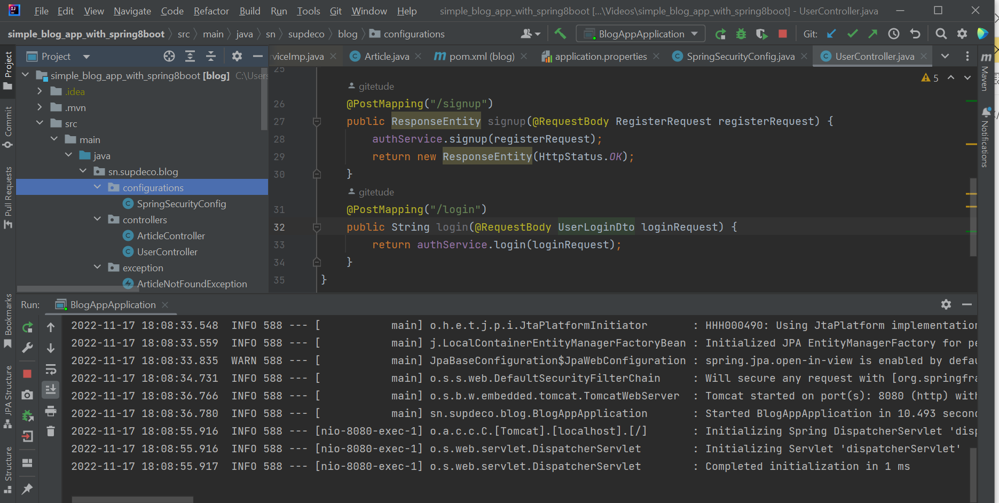 File Edit View Navigate Code Refactor Build Run Tools Git Window Help simple_blog_app_with_spring8boot [...\Videos\simple_blog_app_with_spring8boot] - UserController.java
simple_blog_app_with_spring8boot src main java sn supdeco blog configurations BlogAppApplication Git:
Project
Commit
Pull Requests
Bookmarks
JPA Structure
Structure
Project
simple_blog_app_with_spring8boot [blog] C:\Users
.idea
.mvn
src
main
java
sn.supdeco.blog
configurations
SpringSecurityConfig
controllers
ArticleController
UserController
exception
ArticleNotFoundException
rviceImp.java Article.java pom.xml (blog) application.properties SpringSecurityConfig.java UserController.java
5
25
gitetude
26 @PostMapping("/signup")
27 public ResponseEntity signup(@RequestBody RegisterRequest registerRequest) {
28 authService.signup(registerRequest);
29 return new ResponseEntity(HttpStatus.OK);
30 }
gitetude
31 @PostMapping("/login")
32 public String login(@RequestBody UserLoginDto loginRequest) {
33 return authService.login(loginRequest);
34 }
35 }
Maven
Notifications
Run: BlogAppApplication
2022-11-17 18:08:33.548 INFO 588 --- [ main] o.h.e.t.j.p.i.JtaPlatformInitiator : HHH000490: Using JtaPlatform implementation
2022-11-17 18:08:33.559 INFO 588 --- [ main] j.LocalContainerEntityManagerFactoryBean : Initialized JPA EntityManagerFactory for pe
2022-11-17 18:08:33.835 WARN 588 --- [ main] JpaBaseConfiguration$JpaWebConfiguration : spring.jpa.open-in-view is enabled by defau
2022-11-17 18:08:34.731 INFO 588 --- [ main] o.s.s.web.DefaultSecurityFilterChain : Will secure any request with [org.springfra
2022-11-17 18:08:36.766 INFO 588 --- [ main] o.s.b.w.embedded.tomcat.TomcatWebServer : Tomcat started on port(s): 8080 (http) with
2022-11-17 18:08:36.780 INFO 588 --- [ main] sn.supdeco.blog.BlogAppApplication : Started BlogAppApplication in 10.493 second
2022-11-17 18:08:55.916 INFO 588 --- [nio-8080-exec-1] o.a.c.c.C.[Tomcat].[localhost].[/] : Initializing Spring DispatcherServlet 'disp
2022-11-17 18:08:55.916 INFO 588 --- [nio-8080-exec-1] o.s.web.servlet.DispatcherServlet : Initializing Servlet 'dispatcherServlet'
2022-11-17 18:08:55.917 INFO 588 --- [nio-8080-exec-1] o.s.web.servlet.DispatcherServlet : Completed initialization in 1 ms